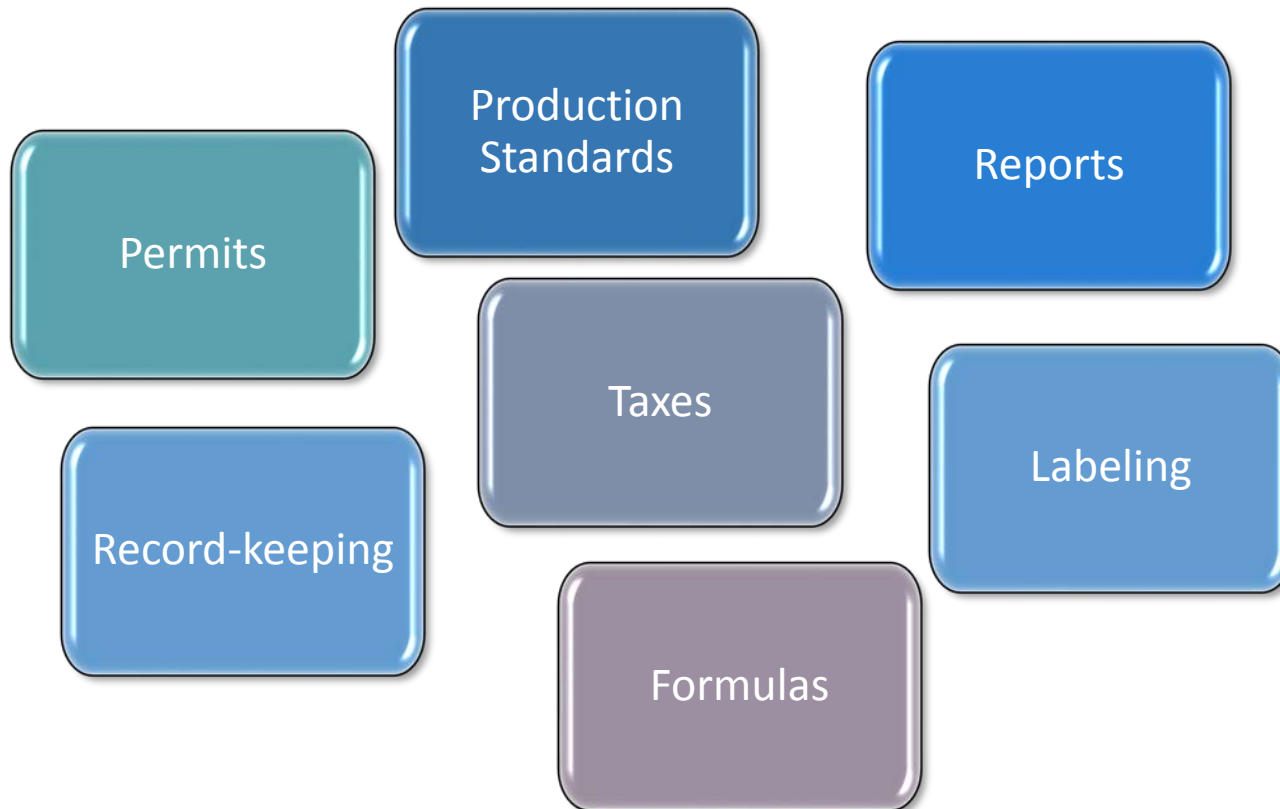 Production
Standards
Reports
Permits
Taxes
Labeling
Record-keeping
Formulas